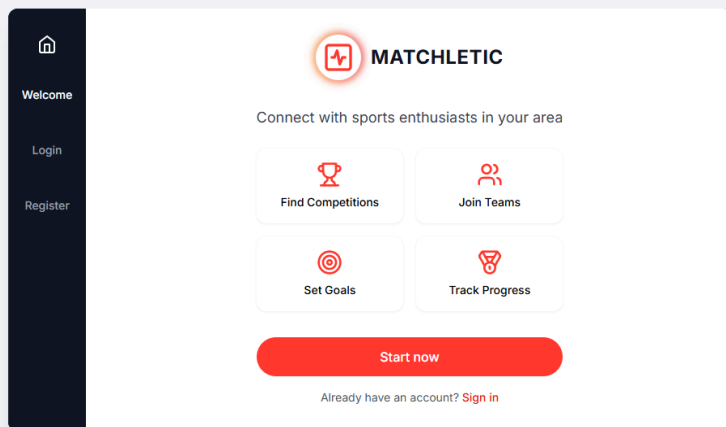 Welcome
Login
Register
MATCHLETIC
Connect with sports enthusiasts in your area
Find Competitions
Join Teams
Set Goals
Track Progress
Start now
Already have an account? Sign in